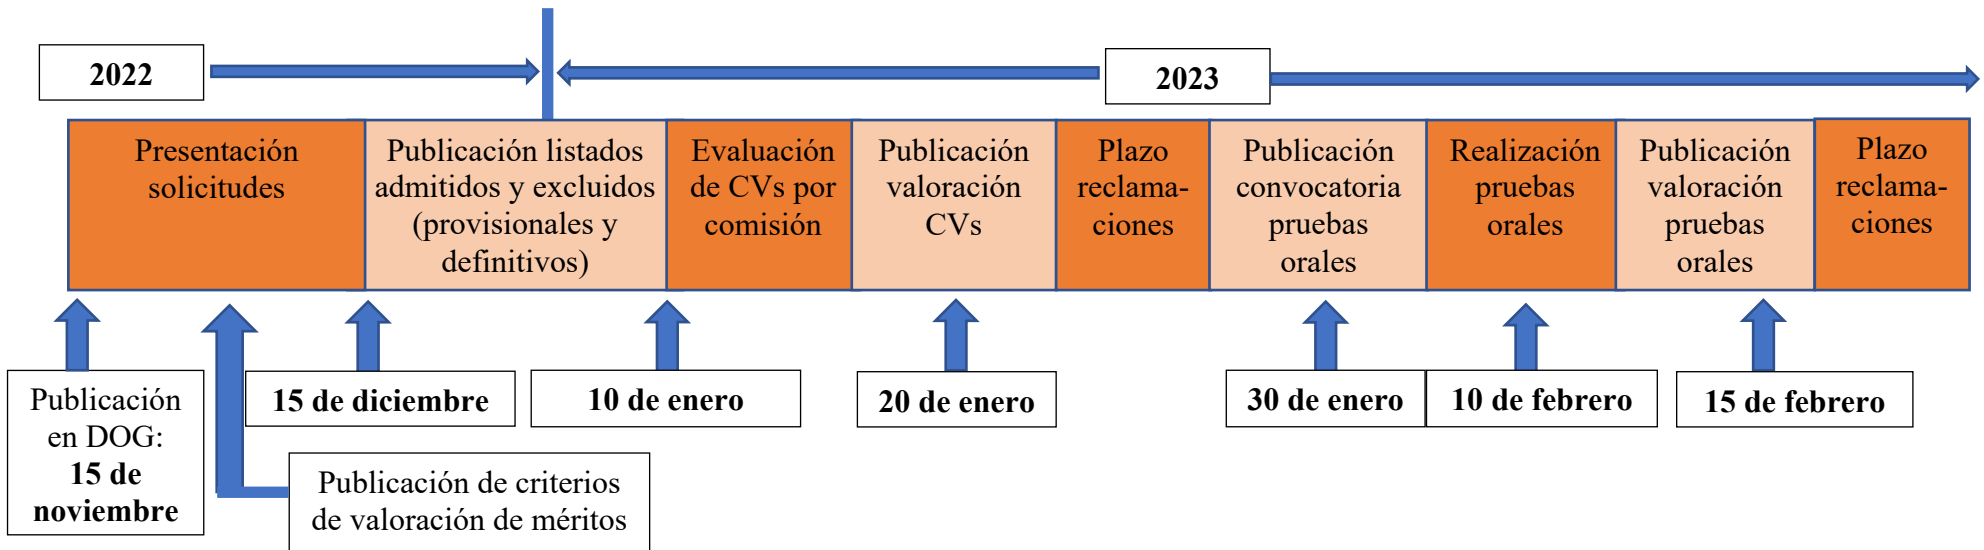 2022
2023
Presentación
solicitudes
Publicación listados
admitidos y excluidos
(provisionales y
definitivos)
Evaluación
de CVs por
comisión
Publicación
valoración
CVs
Plazo
reclama-
ciones
Publicación
convocatoria
pruebas
orales
Realización
pruebas
orales
Publicación
valoración
pruebas
orales
Plazo
reclama-
ciones
Publicación
en DOG:
15 de
noviembre
15 de diciembre
10 de enero
20 de enero
30 de enero
10 de febrero
15 de febrero
Publicación de criterios
de valoración de méritos